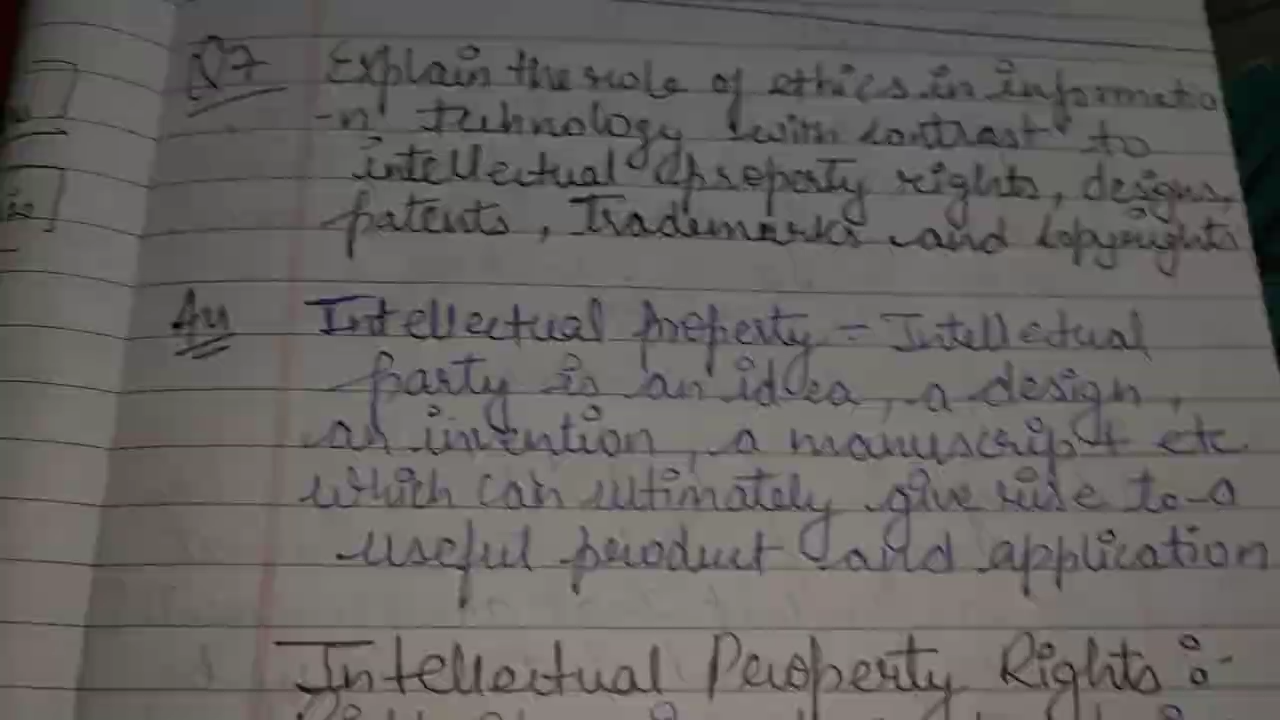 Q7 Explain the role of ethics in informatio
-n technology with contrast to
intellectual property rights, designs,
patents, Trademarks and Copyrights
Ans Intellectual property - Intellectual
party is an idea, a design,
an invention, a manuscript etc
which can ultimately give rise to a
useful product and application
Intellectual Property Rights :-